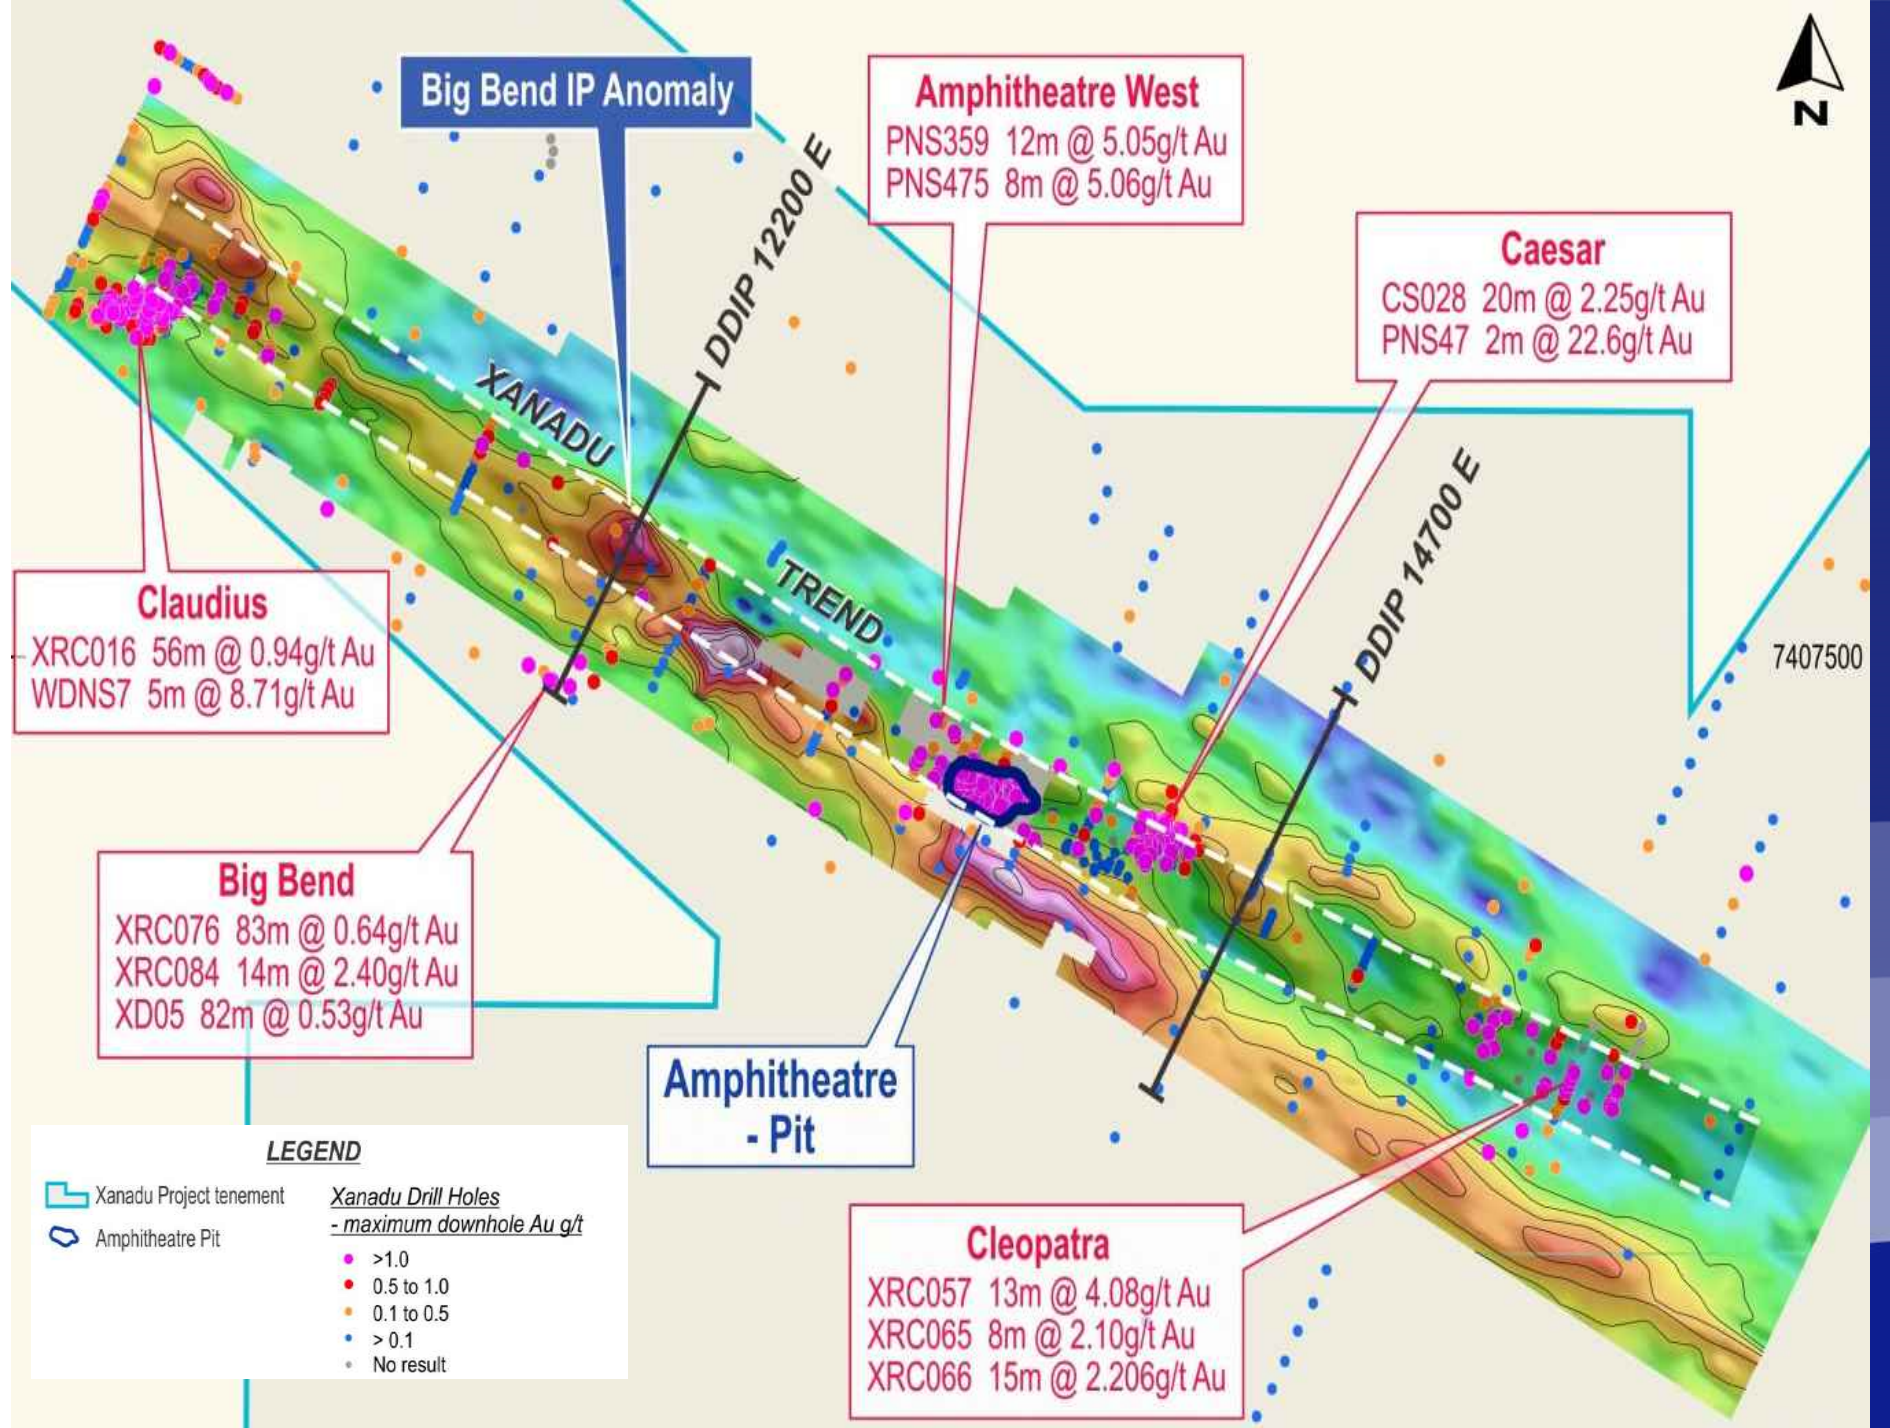 Big Bend IP Anomaly
Amphitheatre West
PNS359 12m @ 5.05g/t Au
PNS475 8m @ 5.06g/t Au
N
DDIP 12200 E
Caesar
CS028 20m @ 2.25g/t Au
PNS47 2m @ 22.6g/t Au
XANADU
TREND
DDIP 14700 E
7407500
Claudius
XRC016 56m @ 0.94g/t Au
WDNS7 5m @ 8.71g/t Au
Big Bend
XRC076 83m @ 0.64g/t Au
XRC084 14m @ 2.40g/t Au
XD05 82m @ 0.53g/t Au
Amphitheatre
- Pit
Cleopatra
XRC057 13m @ 4.08g/t Au
XRC065 8m @ 2.10g/t Au
XRC066 15m @ 2.206g/t Au
LEGEND
Xanadu Project tenement
Amphitheatre Pit
Xanadu Drill Holes
- maximum downhole Au g/t
>1.0
0.5 to 1.0
0.1 to 0.5
> 0.1
No result